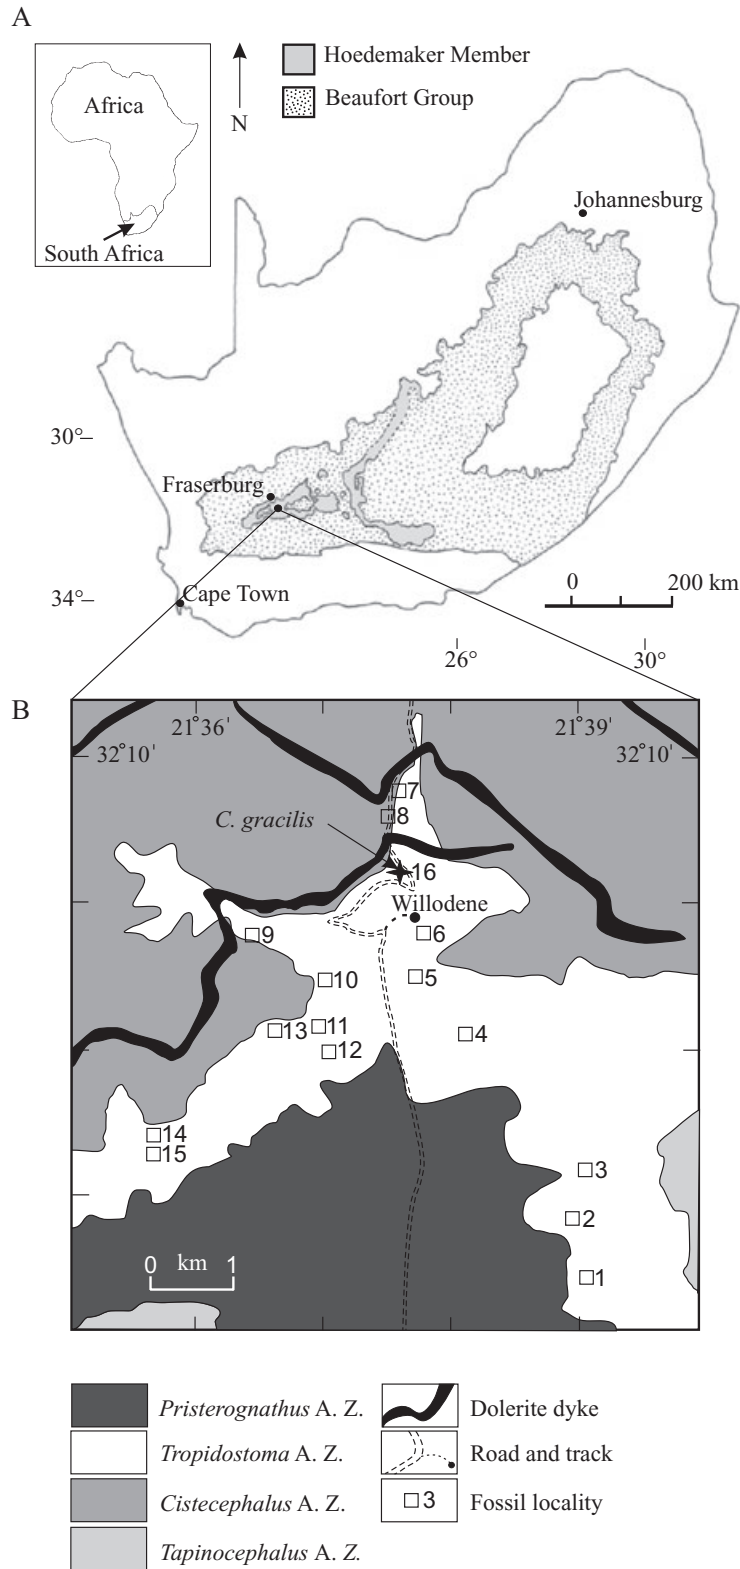 A
Hoedemaker Member
Africa
Beaufort Group
N
Johannesburg
South Africa
30°
Fraserburg
0 200 km
34°
Cape Town
26° 30°
B
21°36' 21°39'
32°10' 32°10'
7
C. gracilis 8
16
Willodene
9 6
10 5
13 11 4
12
14
15
3
2
0 km 1
1
Pristerognathus A. Z. Dolerite dyke
Tropidostoma A. Z. Road and track
Cistecephalus A. Z. 3 Fossil locality
Tapinocephalus A. Z.